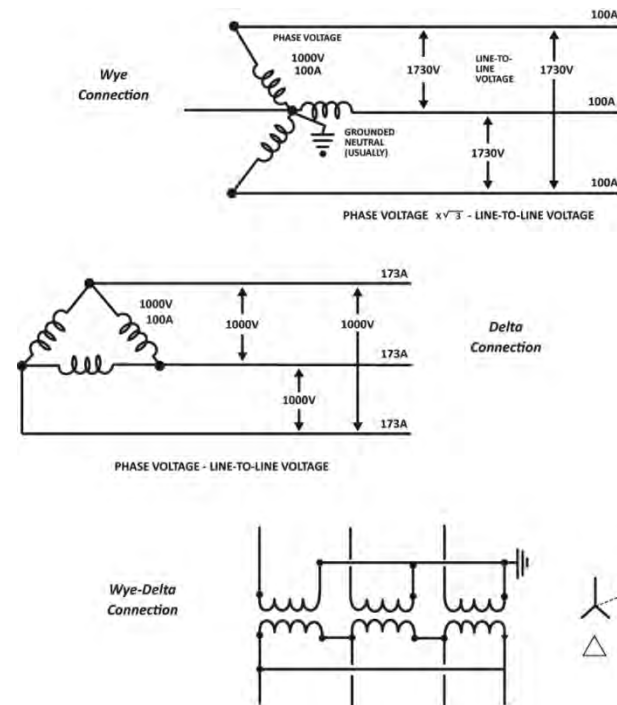 100A
PHASE VOLTAGE
1000V
100A
Wye
Connection
1730V
LINE-TO-
LINE
VOLTAGE
1730V
100A
GROUNDED
NEUTRAL
(USUALLY)
1730V
100A
PHASE VOLTAGE x√3 - LINE-TO-LINE VOLTAGE
173A
1000V
100A
1000V
1000V
Delta
Connection
173A
1000V
173A
PHASE VOLTAGE - LINE-TO-LINE VOLTAGE
Wye-Delta
Connection